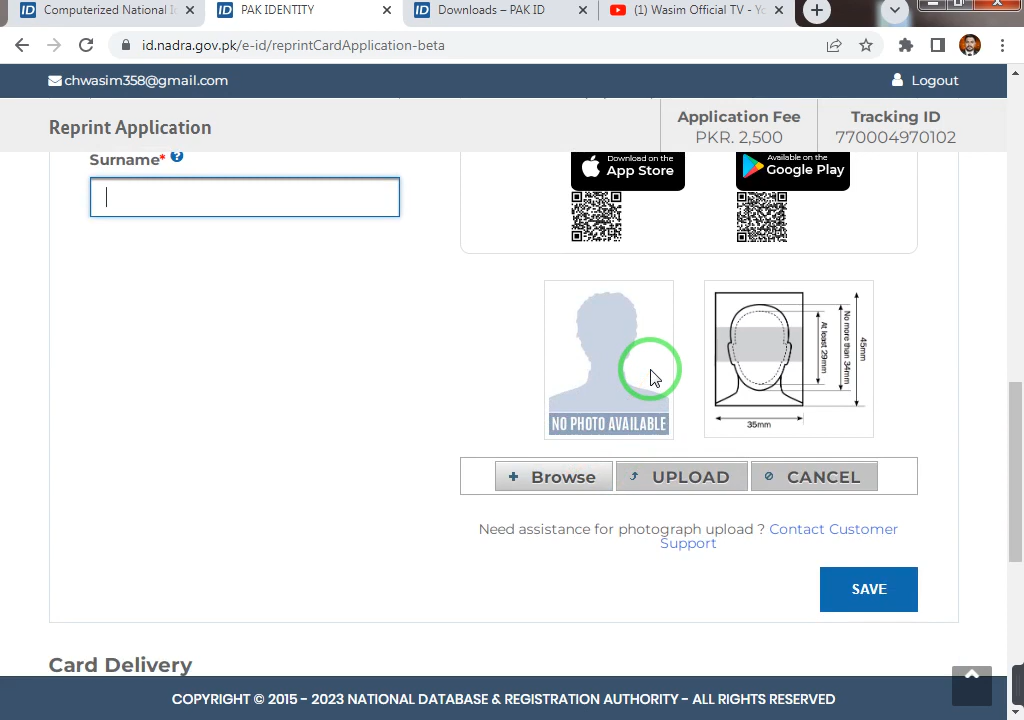 Computerized National I
PAK IDENTITY
Downloads – PAK ID
(1) Wasim Official TV - Yo
id.nadra.gov.pk/e-id/reprintCardApplication-beta
chwasim358@gmail.com
Logout
Reprint Application
Application Fee
PKR. 2,500
Tracking ID
770004970102
Surname*
Download on the
App Store
Available on the
Google Play
NO PHOTO AVAILABLE
At least 29mm
No more than 34mm
45mm
35mm
Browse
UPLOAD
CANCEL
Need assistance for photograph upload ? Contact Customer
Support
SAVE
Card Delivery
COPYRIGHT © 2015 - 2023 NATIONAL DATABASE & REGISTRATION AUTHORITY - ALL RIGHTS RESERVED